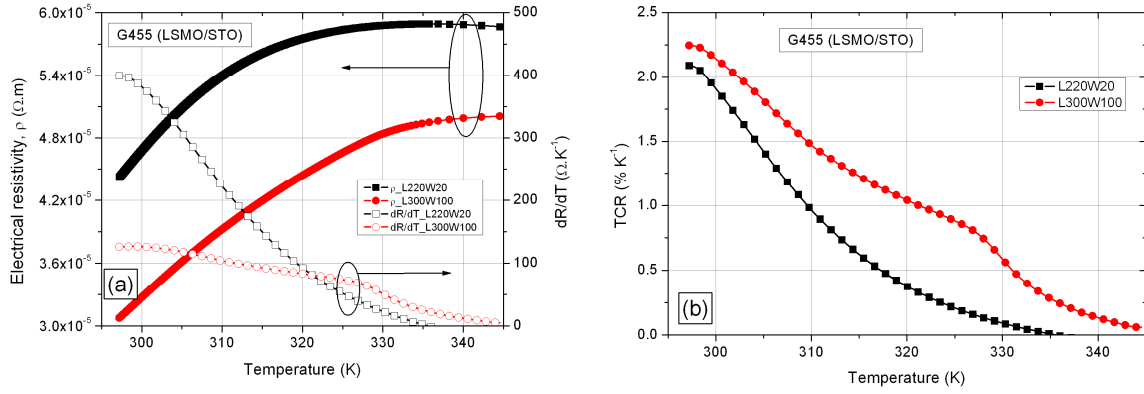 G455 (LSMO/STO)
Electrical resistivity, ρ (Ω.m)
6.0x10⁻⁵
5.4x10⁻⁵
4.8x10⁻⁵
4.2x10⁻⁵
3.6x10⁻⁵
3.0x10⁻⁵
500
400
300
200
100
0
dR/dT (Ω.K⁻¹)
ρ_L220W20
ρ_L300W100
dR/dT_L220W20
dR/dT_L300W100
(a)
300 310 320 330 340
Temperature (K)
G455 (LSMO/STO)
TCR (% K⁻¹)
2.5
2.0
1.5
1.0
0.5
0.0
L220W20
L300W100
(b)
300 310 320 330 340
Temperature (K)